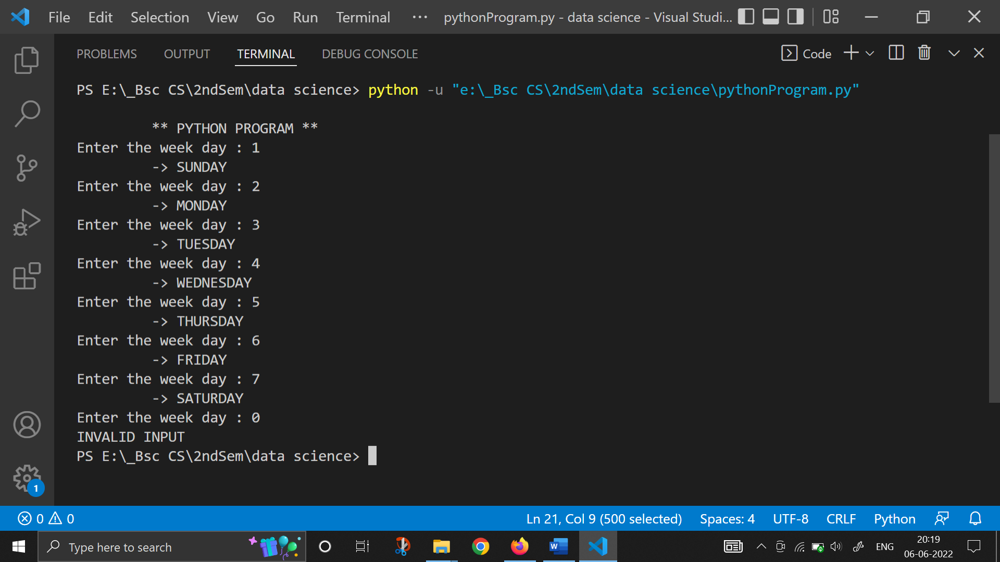 File Edit Selection View Go Run Terminal ··· pythonProgram.py - data science - Visual Studi...
PROBLEMS OUTPUT TERMINAL DEBUG CONSOLE Code
PS E:\_Bsc CS\2ndSem\data science> python -u "e:\_Bsc CS\2ndSem\data science\pythonProgram.py"
** PYTHON PROGRAM **
Enter the week day : 1
-> SUNDAY
Enter the week day : 2
-> MONDAY
Enter the week day : 3
-> TUESDAY
Enter the week day : 4
-> WEDNESDAY
Enter the week day : 5
-> THURSDAY
Enter the week day : 6
-> FRIDAY
Enter the week day : 7
-> SATURDAY
Enter the week day : 0
INVALID INPUT
PS E:\_Bsc CS\2ndSem\data science>
1
0 0 Ln 21, Col 9 (500 selected) Spaces: 4 UTF-8 CRLF Python
Type here to search W ENG 20:19
06-06-2022